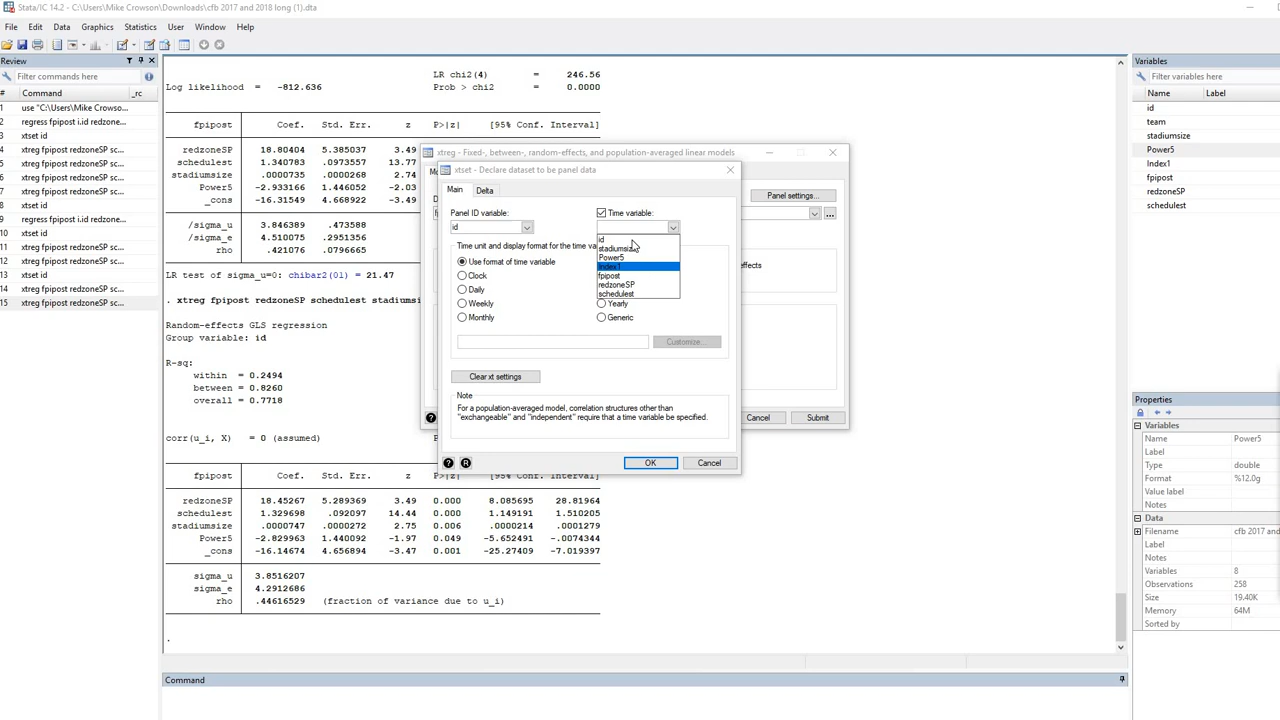 Stata/IC 14.2 - C:\Users\Mike Crowson\Downloads\cfb 2017 and 2018 long (1).dta
File Edit Data Graphics Statistics User Window Help
Review
Filter commands here
# Command _rc
1 use "C:\Users\Mike Crowso...
2 regress fpipost i.id redzone...
3 xtset id
4 xtreg fpipost redzoneSP sc...
5 xtreg fpipost redzoneSP sc...
6 xtreg fpipost redzoneSP sc...
7 xtreg fpipost redzoneSP sc...
8 xtset id
9 regress fpipost redzoneSP ...
10 xtset id
11 xtreg fpipost redzoneSP sc...
12 xtreg fpipost redzoneSP sc...
13 xtset id
14 xtreg fpipost redzoneSP sc...
15 xtreg fpipost redzoneSP sc...
LR chi2(4) = 246.56
Log likelihood = -812.636 Prob > chi2 = 0.0000
fpipost Coef. Std. Err. z P>|z| [95% Conf. Interval]
redzoneSP 18.80404 5.385037 3.49
schedulest 1.340783 .0973557 13.77
stadiumsize .0000735 .0000268 2.74
Power5 -2.933166 1.446052 -2.03
_cons -16.31549 4.668922 -3.49
/sigma_u 3.846387 .473588
/sigma_e 4.510075 .2951356
rho .421076 .0796765
LR test of sigma_u=0: chibar2(01) = 21.47
. xtreg fpipost redzoneSP schedulest stadiums
Random-effects GLS regression
Group variable: id
R-sq:
within = 0.2494
between = 0.8260
overall = 0.7718
corr(u_i, X) = 0 (assumed)
fpipost Coef. Std. Err. z P>|z| [95% Conf. Interval]
redzoneSP 18.45267 5.289369 3.49 0.000 8.085695 28.81964
schedulest 1.329698 .092097 14.44 0.000 1.149191 1.510205
stadiumsize .0000747 .0000272 2.75 0.006 .0000214 .0001279
Power5 -2.829963 1.440092 -1.97 0.049 -5.652491 -.0074344
_cons -16.14674 4.656894 -3.47 0.001 -25.27409 -7.019397
sigma_u 3.8516207
sigma_e 4.2912686
rho .44616529 (fraction of variance due to u_i)
.
Command
xtreg - Fixed-, between-, random-effects, and population-averaged linear models
Panel settings...
...
effects
Cancel Submit
xtset - Declare dataset to be panel data
Main Delta
Panel ID variable:
id
Time variable:
id
stadiumsize
Power5
Index1
fpipost
redzoneSP
schedulest
Time unit and display format for the time va
Use format of time variable
Clock
Daily
Weekly
Monthly
Yearly
Generic
Customize...
Clear xt settings
Note
For a population-averaged model, correlation structures other than
"exchangeable" and "independent" require that a time variable be specified.
OK Cancel
Variables
Filter variables here
Name Label
id
team
stadiumsize
Power5
Index1
fpipost
redzoneSP
schedulest
Properties
Variables
Name Power5
Label
Type double
Format %12.0g
Value label
Notes
Data
Filename cfb 2017 and
Label
Notes
Variables 8
Observations 258
Size 19.40K
Memory 64M
Sorted by